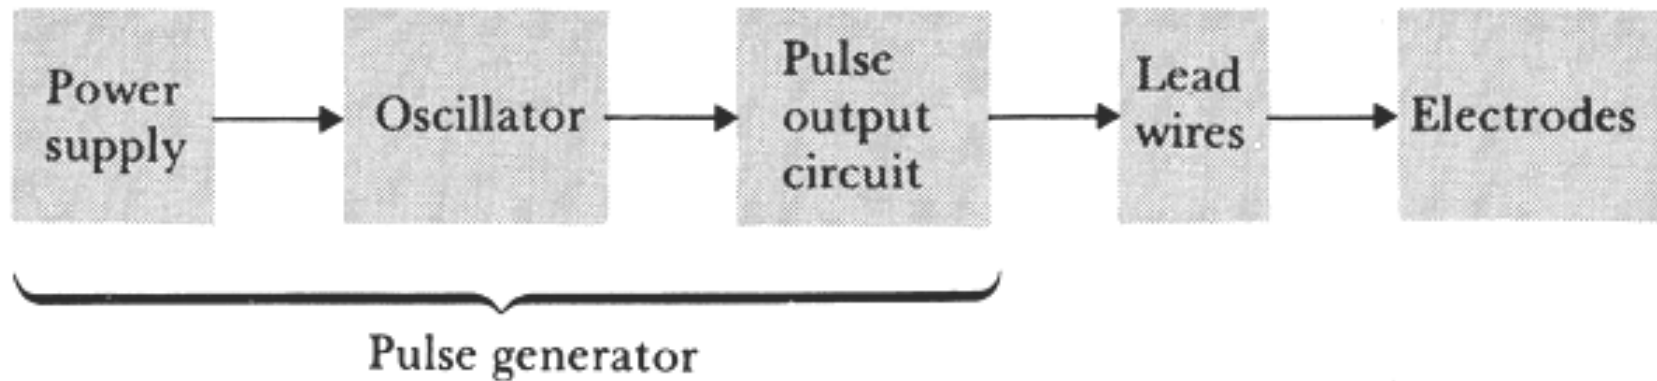 Power
supply
Oscillator
Pulse
output
circuit
Lead
wires
Electrodes
Pulse generator